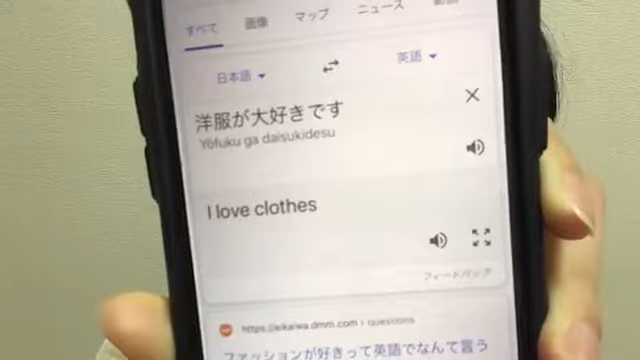 すべて 画像 マップ ニュース 動画
日本語 英語
洋服が大好きです
Yōfuku ga daisukidesu
I love clothes
フィードバック
https://eikaiwa.dmm.com › questions
ファッションが好きって英語でなんて言う